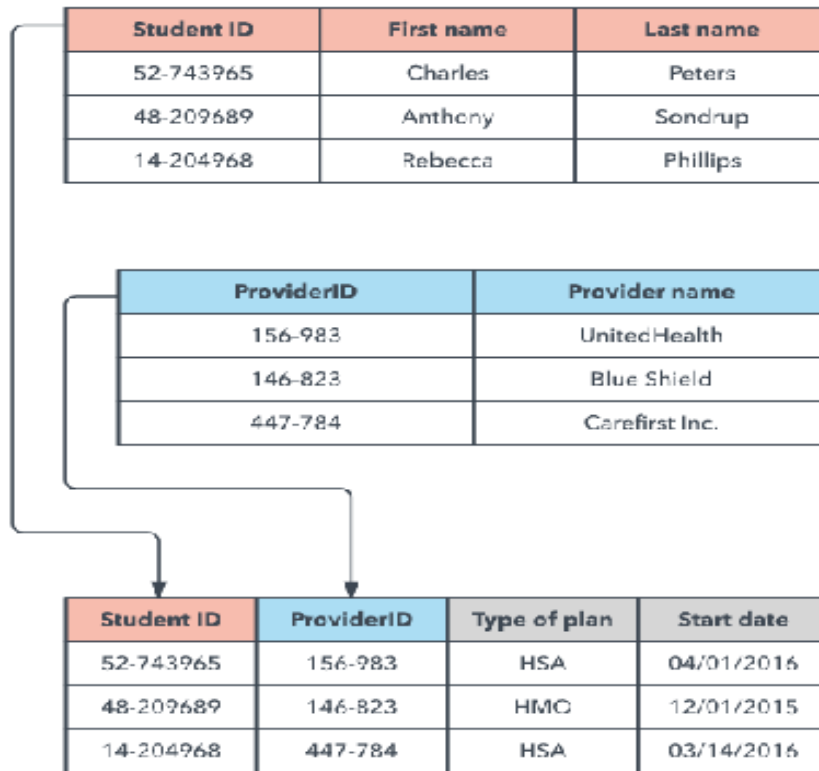 Student ID First name Last name
52-743965 Charles Peters
48-209689 Anthony Sondrup
14-204968 Rebecca Phillips
ProviderID Provider name
156-983 UnitedHealth
146-823 Blue Shield
447-784 Carefirst Inc.
Student ID ProviderID Type of plan Start date
52-743965 156-983 HSA 04/01/2016
48-209689 146-823 HMO 12/01/2015
14-204968 447-784 HSA 03/14/2016